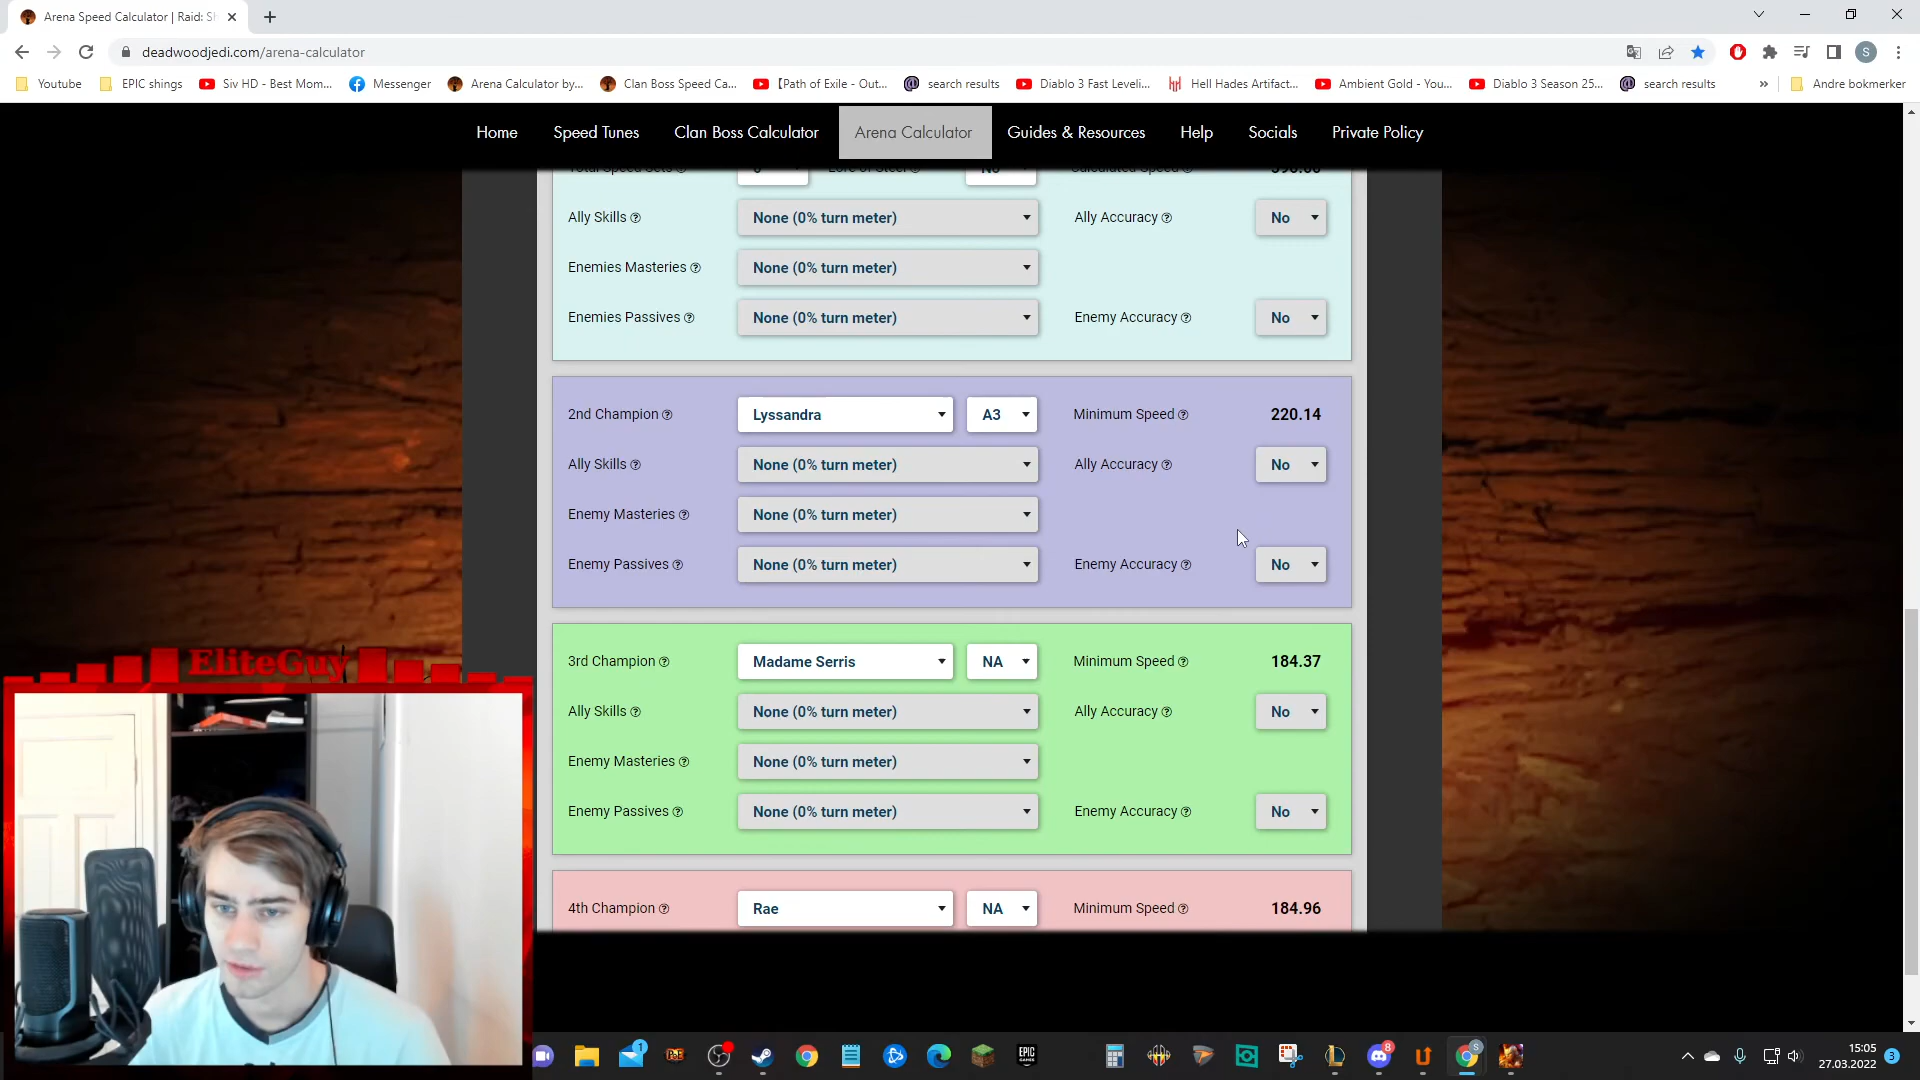 Arena Speed Calculator | Raid: Sh
deadwoodjedi.com/arena-calculator
S
Youtube EPIC shings Siv HD - Best Mom... Messenger Arena Calculator by... Clan Boss Speed Ca... 【Path of Exile - Out... search results Diablo 3 Fast Leveli... Hell Hades Artifact... Ambient Gold - You... Diablo 3 Season 25... search results » Andre bokmerker
Home Speed Tunes Clan Boss Calculator Arena Calculator Guides & Resources Help Socials Private Policy
Ally Skills None (0% turn meter) Ally Accuracy No
Enemies Masteries None (0% turn meter)
Enemies Passives None (0% turn meter) Enemy Accuracy No
2nd Champion Lyssandra A3 Minimum Speed 220.14
Ally Skills None (0% turn meter) Ally Accuracy No
Enemy Masteries None (0% turn meter)
Enemy Passives None (0% turn meter) Enemy Accuracy No
3rd Champion Madame Serris NA Minimum Speed 184.37
Ally Skills None (0% turn meter) Ally Accuracy No
Enemy Masteries None (0% turn meter)
Enemy Passives None (0% turn meter) Enemy Accuracy No
4th Champion Rae NA Minimum Speed 184.96
EliteGuy
1 EPIC GAMES 8 S
15:05
27.03.2022 3